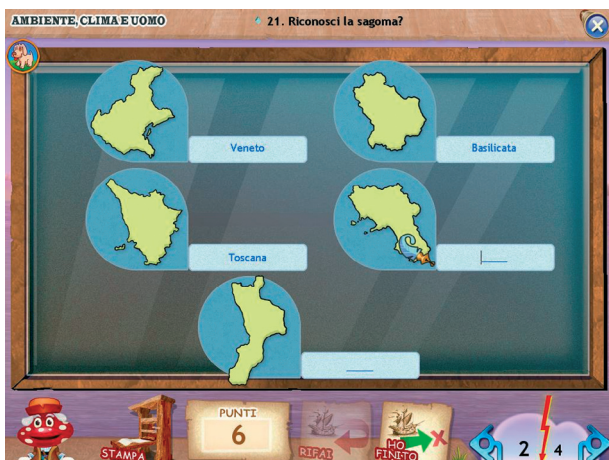 AMBIENTE, CLIMA E UOMO
21. Riconosci la sagoma?
Veneto
Basilicata
Toscana
STAMPA
PUNTI
6
RIFAI
HO
FINITO
2
4